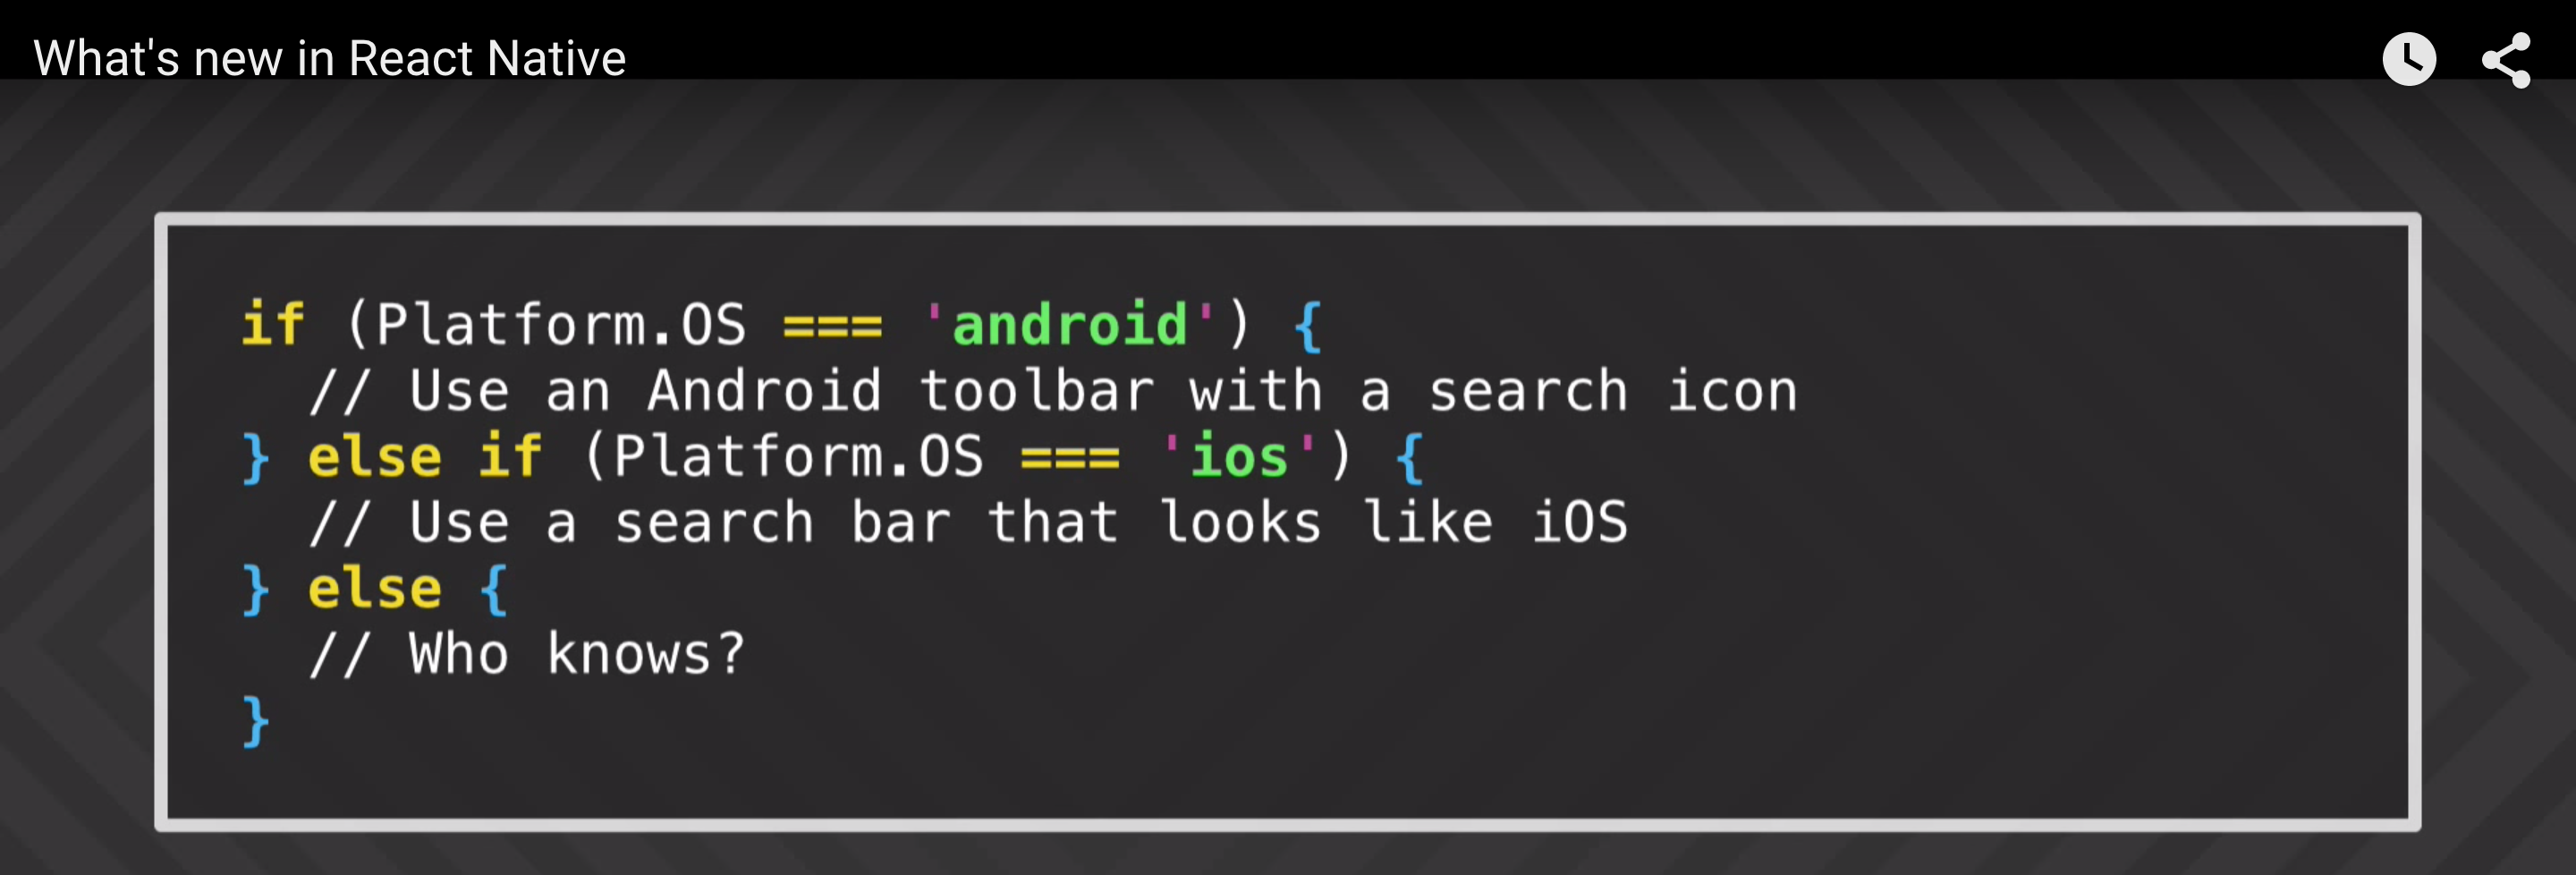 What's new in React Native
if (Platform.OS === 'android') {
  // Use an Android toolbar with a search icon
} else if (Platform.OS === 'ios') {
  // Use a search bar that looks like iOS
} else {
  // Who knows?
}